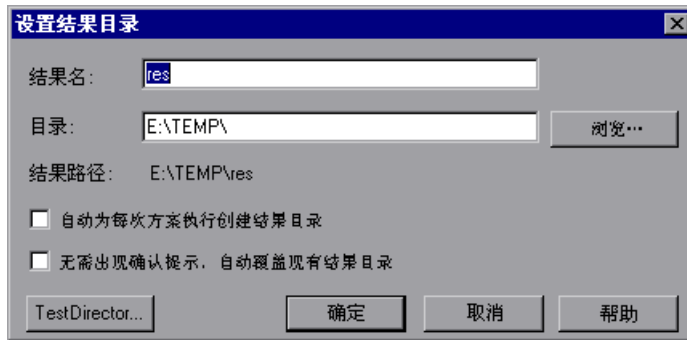 设置结果目录
结果名: res
目录: E:\TEMP\ 浏览…
结果路径: E:\TEMP\res
自动为每次方案执行创建结果目录
无需出现确认提示，自动覆盖现有结果目录
TestDirector... 确定 取消 帮助